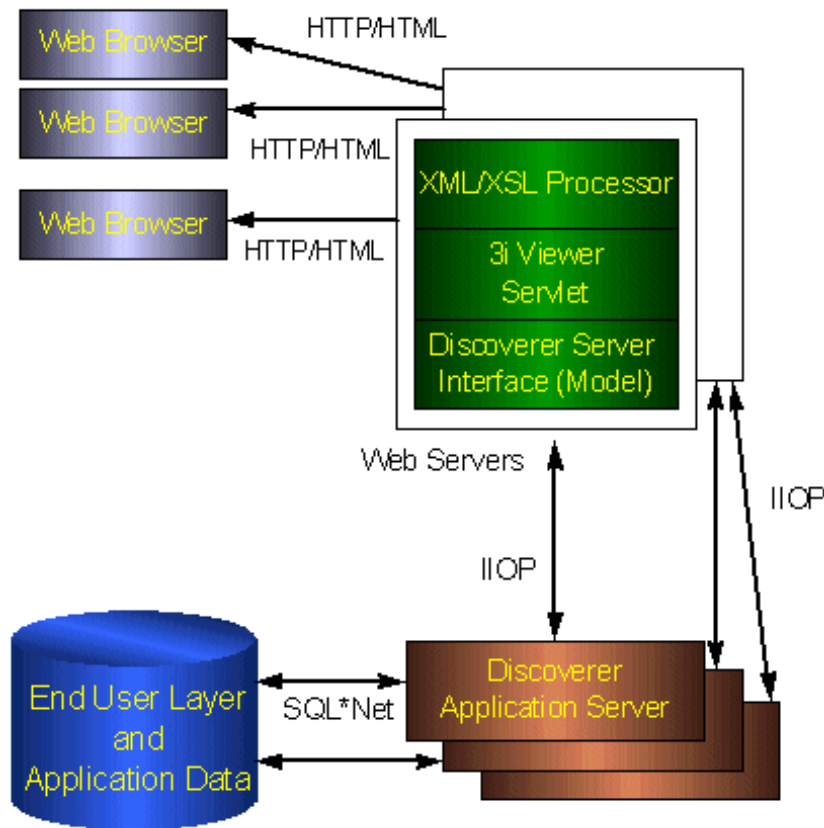 Web Browser
HTTP/HTML
Web Browser
HTTP/HTML
Web Browser
HTTP/HTML
XML/XSL Processor
3i Viewer
Servlet
Discoverer Server
Interface (Model)
Web Servers
IIOP
IIOP
End User Layer
and
Application Data
SQL*Net
Discoverer
Application Server